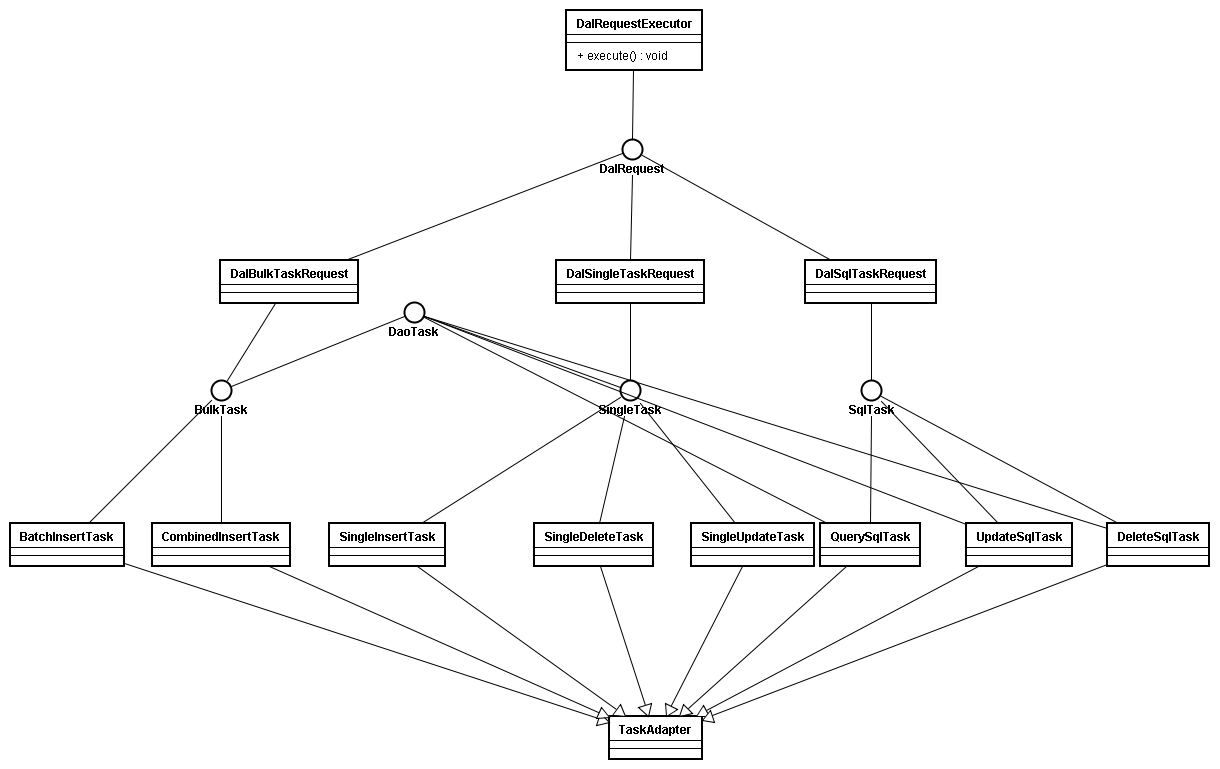 DalRequestExecutor
+ execute() : void
DalRequest
DalBulkTaskRequest
DalSingleTaskRequest
DalSqlTaskRequest
DaoTask
BulkTask
SingleTask
SqlTask
BatchInsertTask
CombinedInsertTask
SingleInsertTask
SingleDeleteTask
SingleUpdateTask
QuerySqlTask
UpdateSqlTask
DeleteSqlTask
TaskAdapter